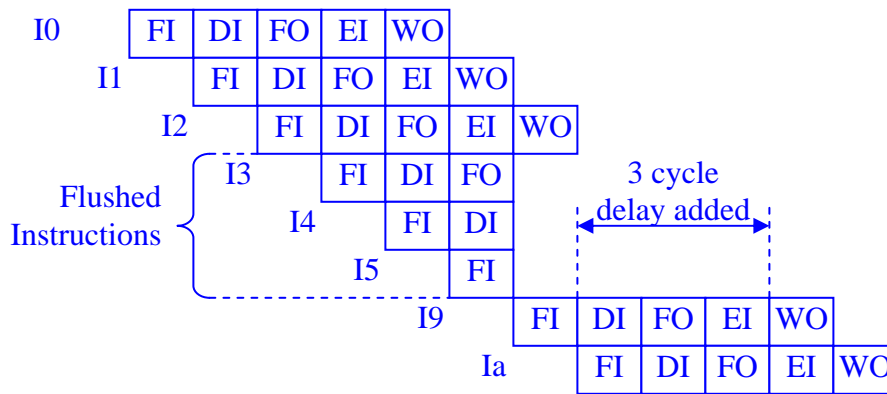 I0 FI DI FO EI WO
I1 FI DI FO EI WO
I2 FI DI FO EI WO
I3 FI DI FO
3 cycle
delay added
Flushed
Instructions
I4 FI DI
I5 FI
I9 FI DI FO EI WO
Ia FI DI FO EI WO